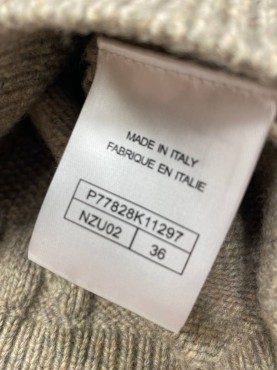 MADE IN ITALY
FABRIQUE EN ITALIE
P77828K11297
NZU02 36